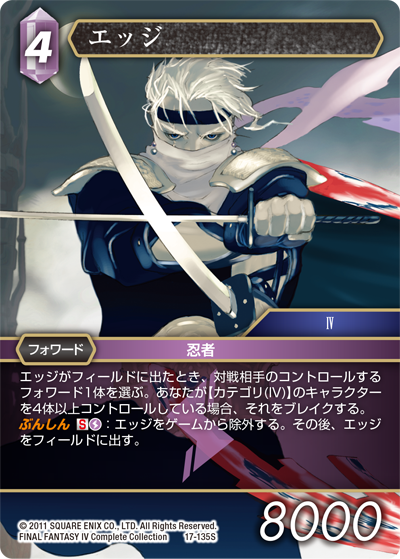 4
エッジ
IV
フォワード
忍者
エッジがフィールドに出たとき、対戦相手のコントロールする
フォワード1体を選ぶ。あなたが【カテゴリ(IV)】のキャラクター
を4体以上コントロールしている場合、それをブレイクする。
ぶんしん S：エッジをゲームから除外する。その後、エッジ
をフィールドに出す。
© 2011 SQUARE ENIX CO., LTD. All Rights Reserved.
FINAL FANTASY IV Complete Collection 17-135S
8000